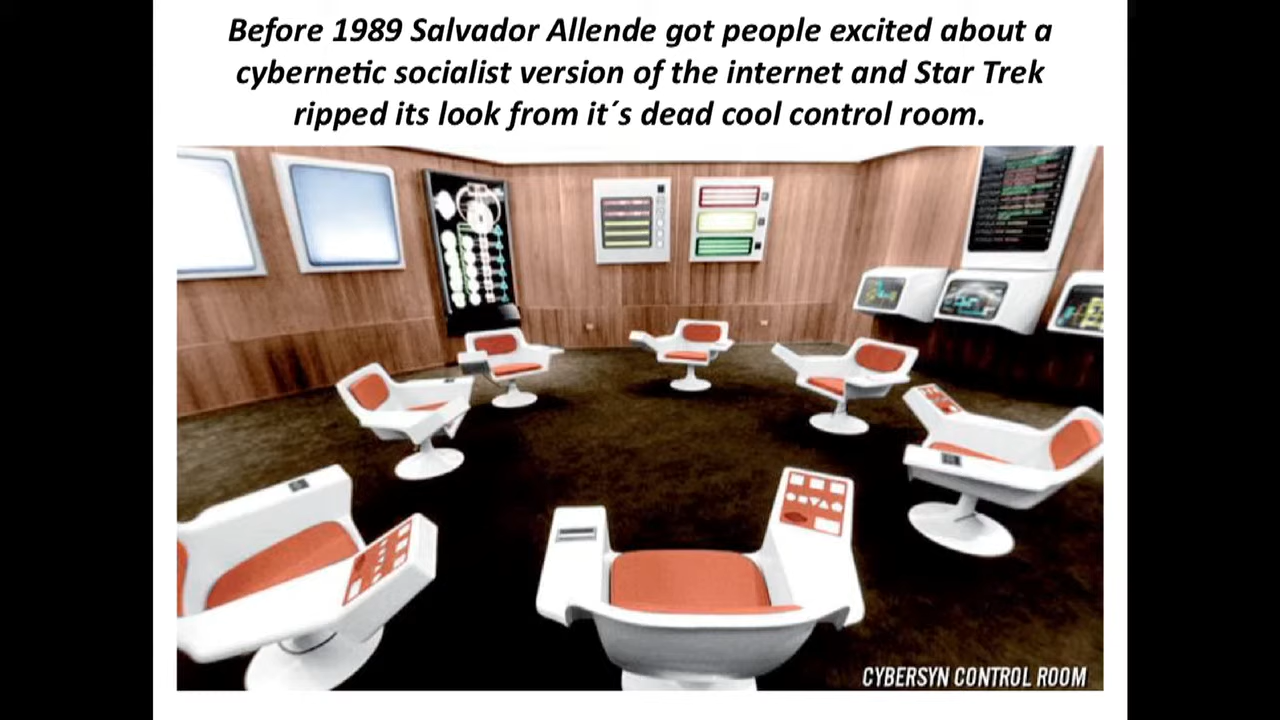 Before 1989 Salvador Allende got people excited about a
cybernetic socialist version of the internet and Star Trek
ripped its look from it´s dead cool control room.
CYBERSYN CONTROL ROOM